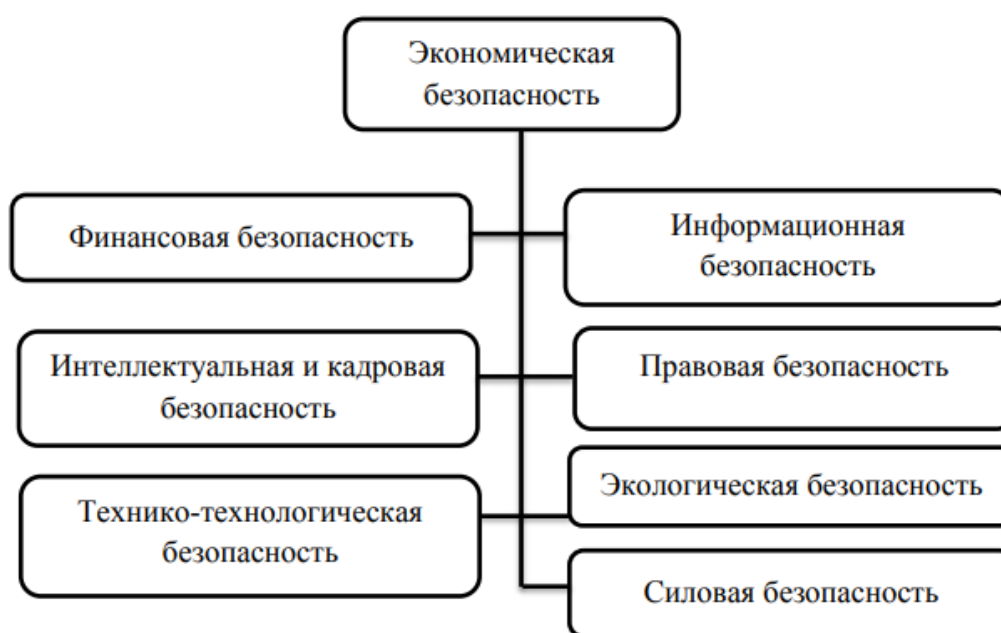 Экономическая
безопасность
Финансовая безопасность
Информационная
безопасность
Интеллектуальная и кадровая
безопасность
Правовая безопасность
Технико-технологическая
безопасность
Экологическая безопасность
Силовая безопасность